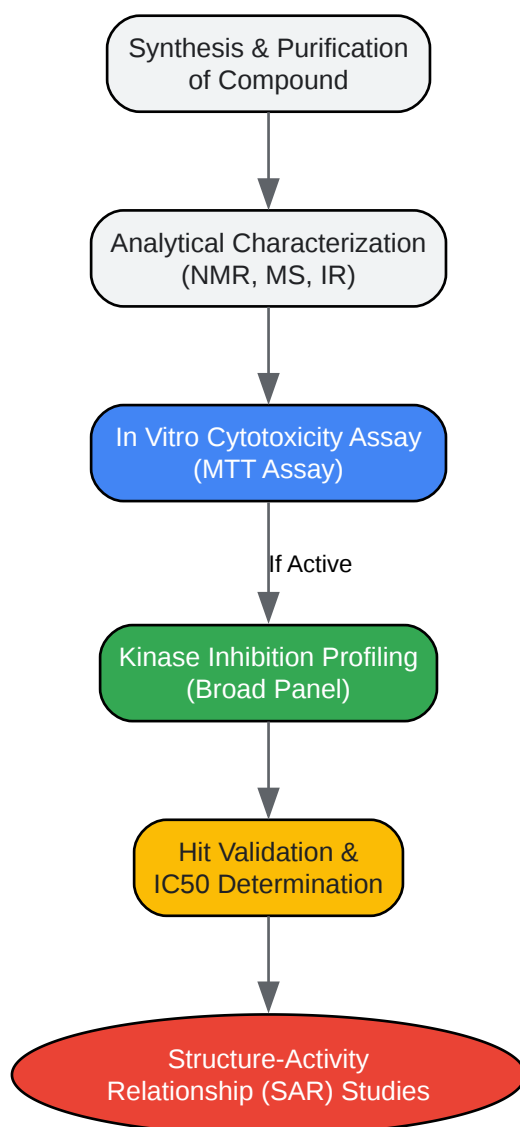 Synthesis & Purification
of Compound
Analytical Characterization
(NMR, MS, IR)
In Vitro Cytotoxicity Assay
(MTT Assay)
If Active
Kinase Inhibition Profiling
(Broad Panel)
Hit Validation &
IC50 Determination
Structure-Activity
Relationship (SAR) Studies